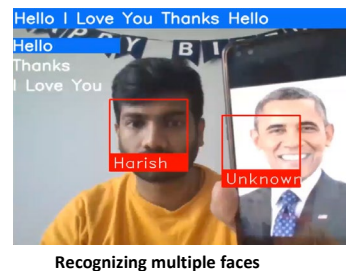 Hello I Love You Thanks Hello
P Y B I
Hello
Thanks
I Love You
Harish
Unknown
Recognizing multiple faces